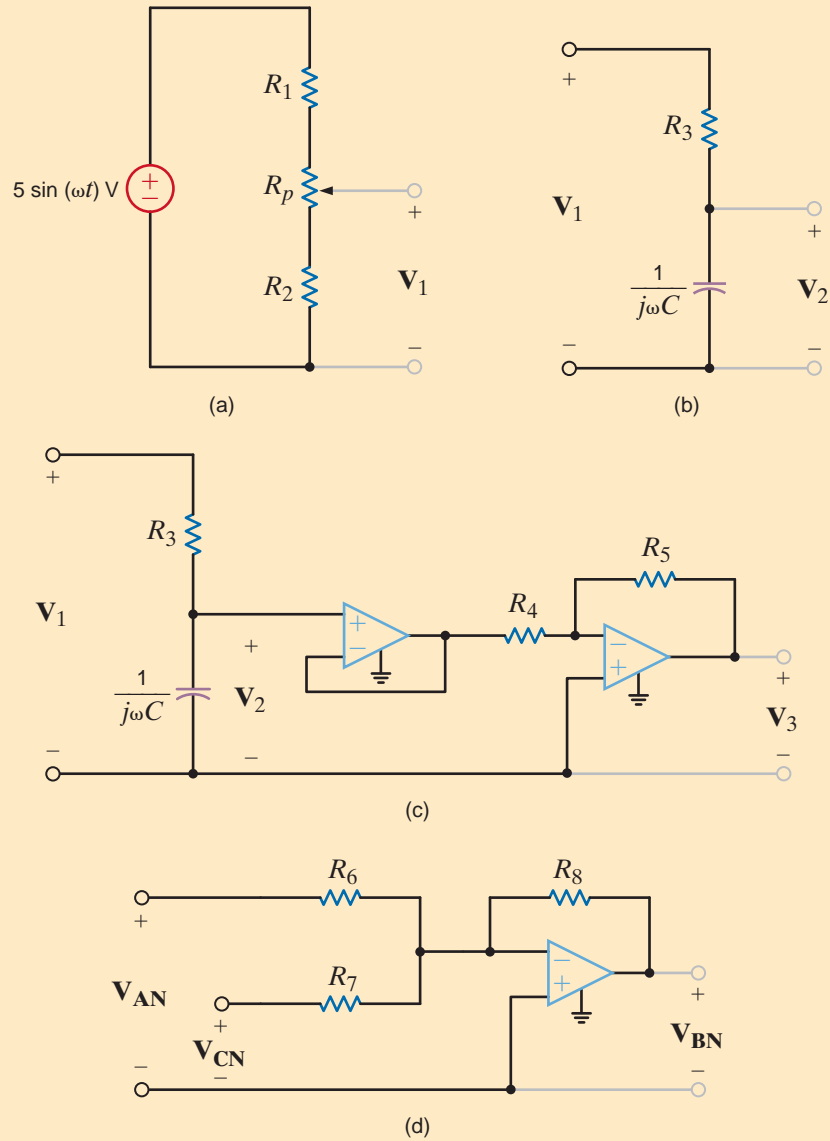 R1
5 sin (ωt) V
+
−
Rp
+
V1
R2
−
(a)
+
R3
V1
+
1
jωC
V2
−
−
(b)
+
R3
R5
R4
V1
+
−
+
−
+
+
1
jωC
V2
V3
−
−
−
(c)
R6
R8
+
−
+
VAN
R7
+
VCN
+
VBN
−
−
−
(d)